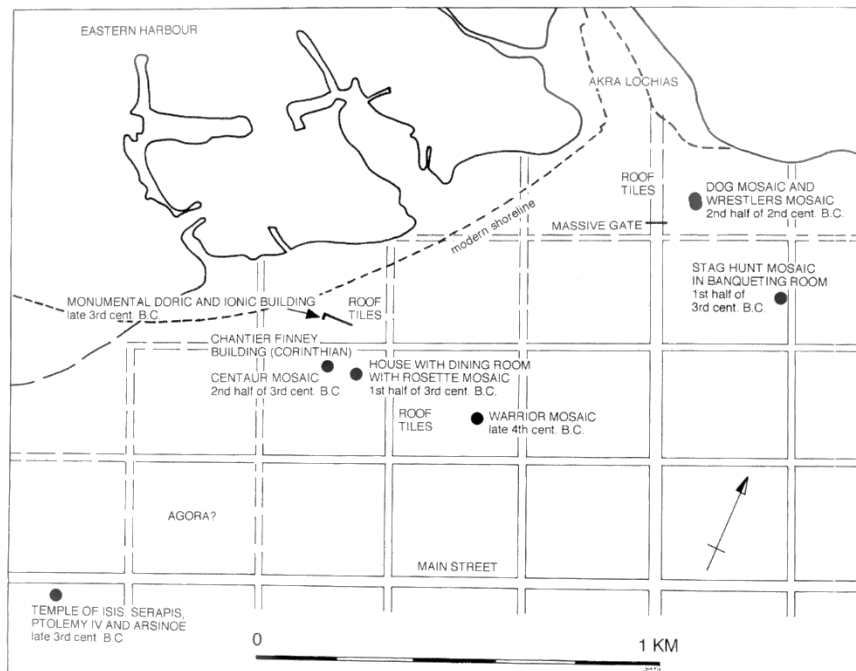 EASTERN HARBOUR
AKRA LOCHIAS
ROOF
TILES
DOG MOSAIC AND
WRESTLERS MOSAIC
2nd half of 2nd cent. B.C.
MASSIVE GATE
modern shoreline
STAG HUNT MOSAIC
IN BANQUETING ROOM
1st half of
3rd cent. B.C.
MONUMENTAL DORIC AND IONIC BUILDING
late 3rd cent. B.C.
ROOF
TILES
CHANTIER FINNEY
BUILDING (CORINTHIAN)
CENTAUR MOSAIC
2nd half of 3rd cent. B.C.
HOUSE WITH DINING ROOM
WITH ROSETTE MOSAIC
1st half of 3rd cent. B.C.
ROOF
TILES
WARRIOR MOSAIC
late 4th cent. B.C.
AGORA?
MAIN STREET
TEMPLE OF ISIS, SERAPIS,
PTOLEMY IV AND ARSINOE
late 3rd cent. B.C.
0 1 KM